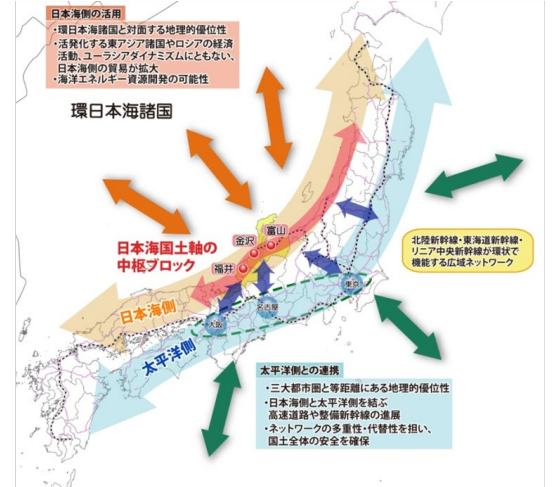 日本海側の活用
・環日本海諸国と対面する地理的優位性
・活発化する東アジア諸国やロシアの経済
活動、ユーラシアダイナミズムにともない、
日本海側の貿易が拡大
・海洋エネルギー資源開発の可能性
環日本海諸国
富山
金沢
福井
日本海国土軸の
中枢ブロック
北陸新幹線・東海道新幹線・
リニア中央新幹線が環状で
機能する広域ネットワーク
東京
名古屋
大阪
日本海側
太平洋側
太平洋側との連携
・三大都市圏と等距離にある地理的優位性
・日本海側と太平洋側を結ぶ
高速道路や整備新幹線の進展
・ネットワークの多重性・代替性を担い、
国土全体の安全を確保